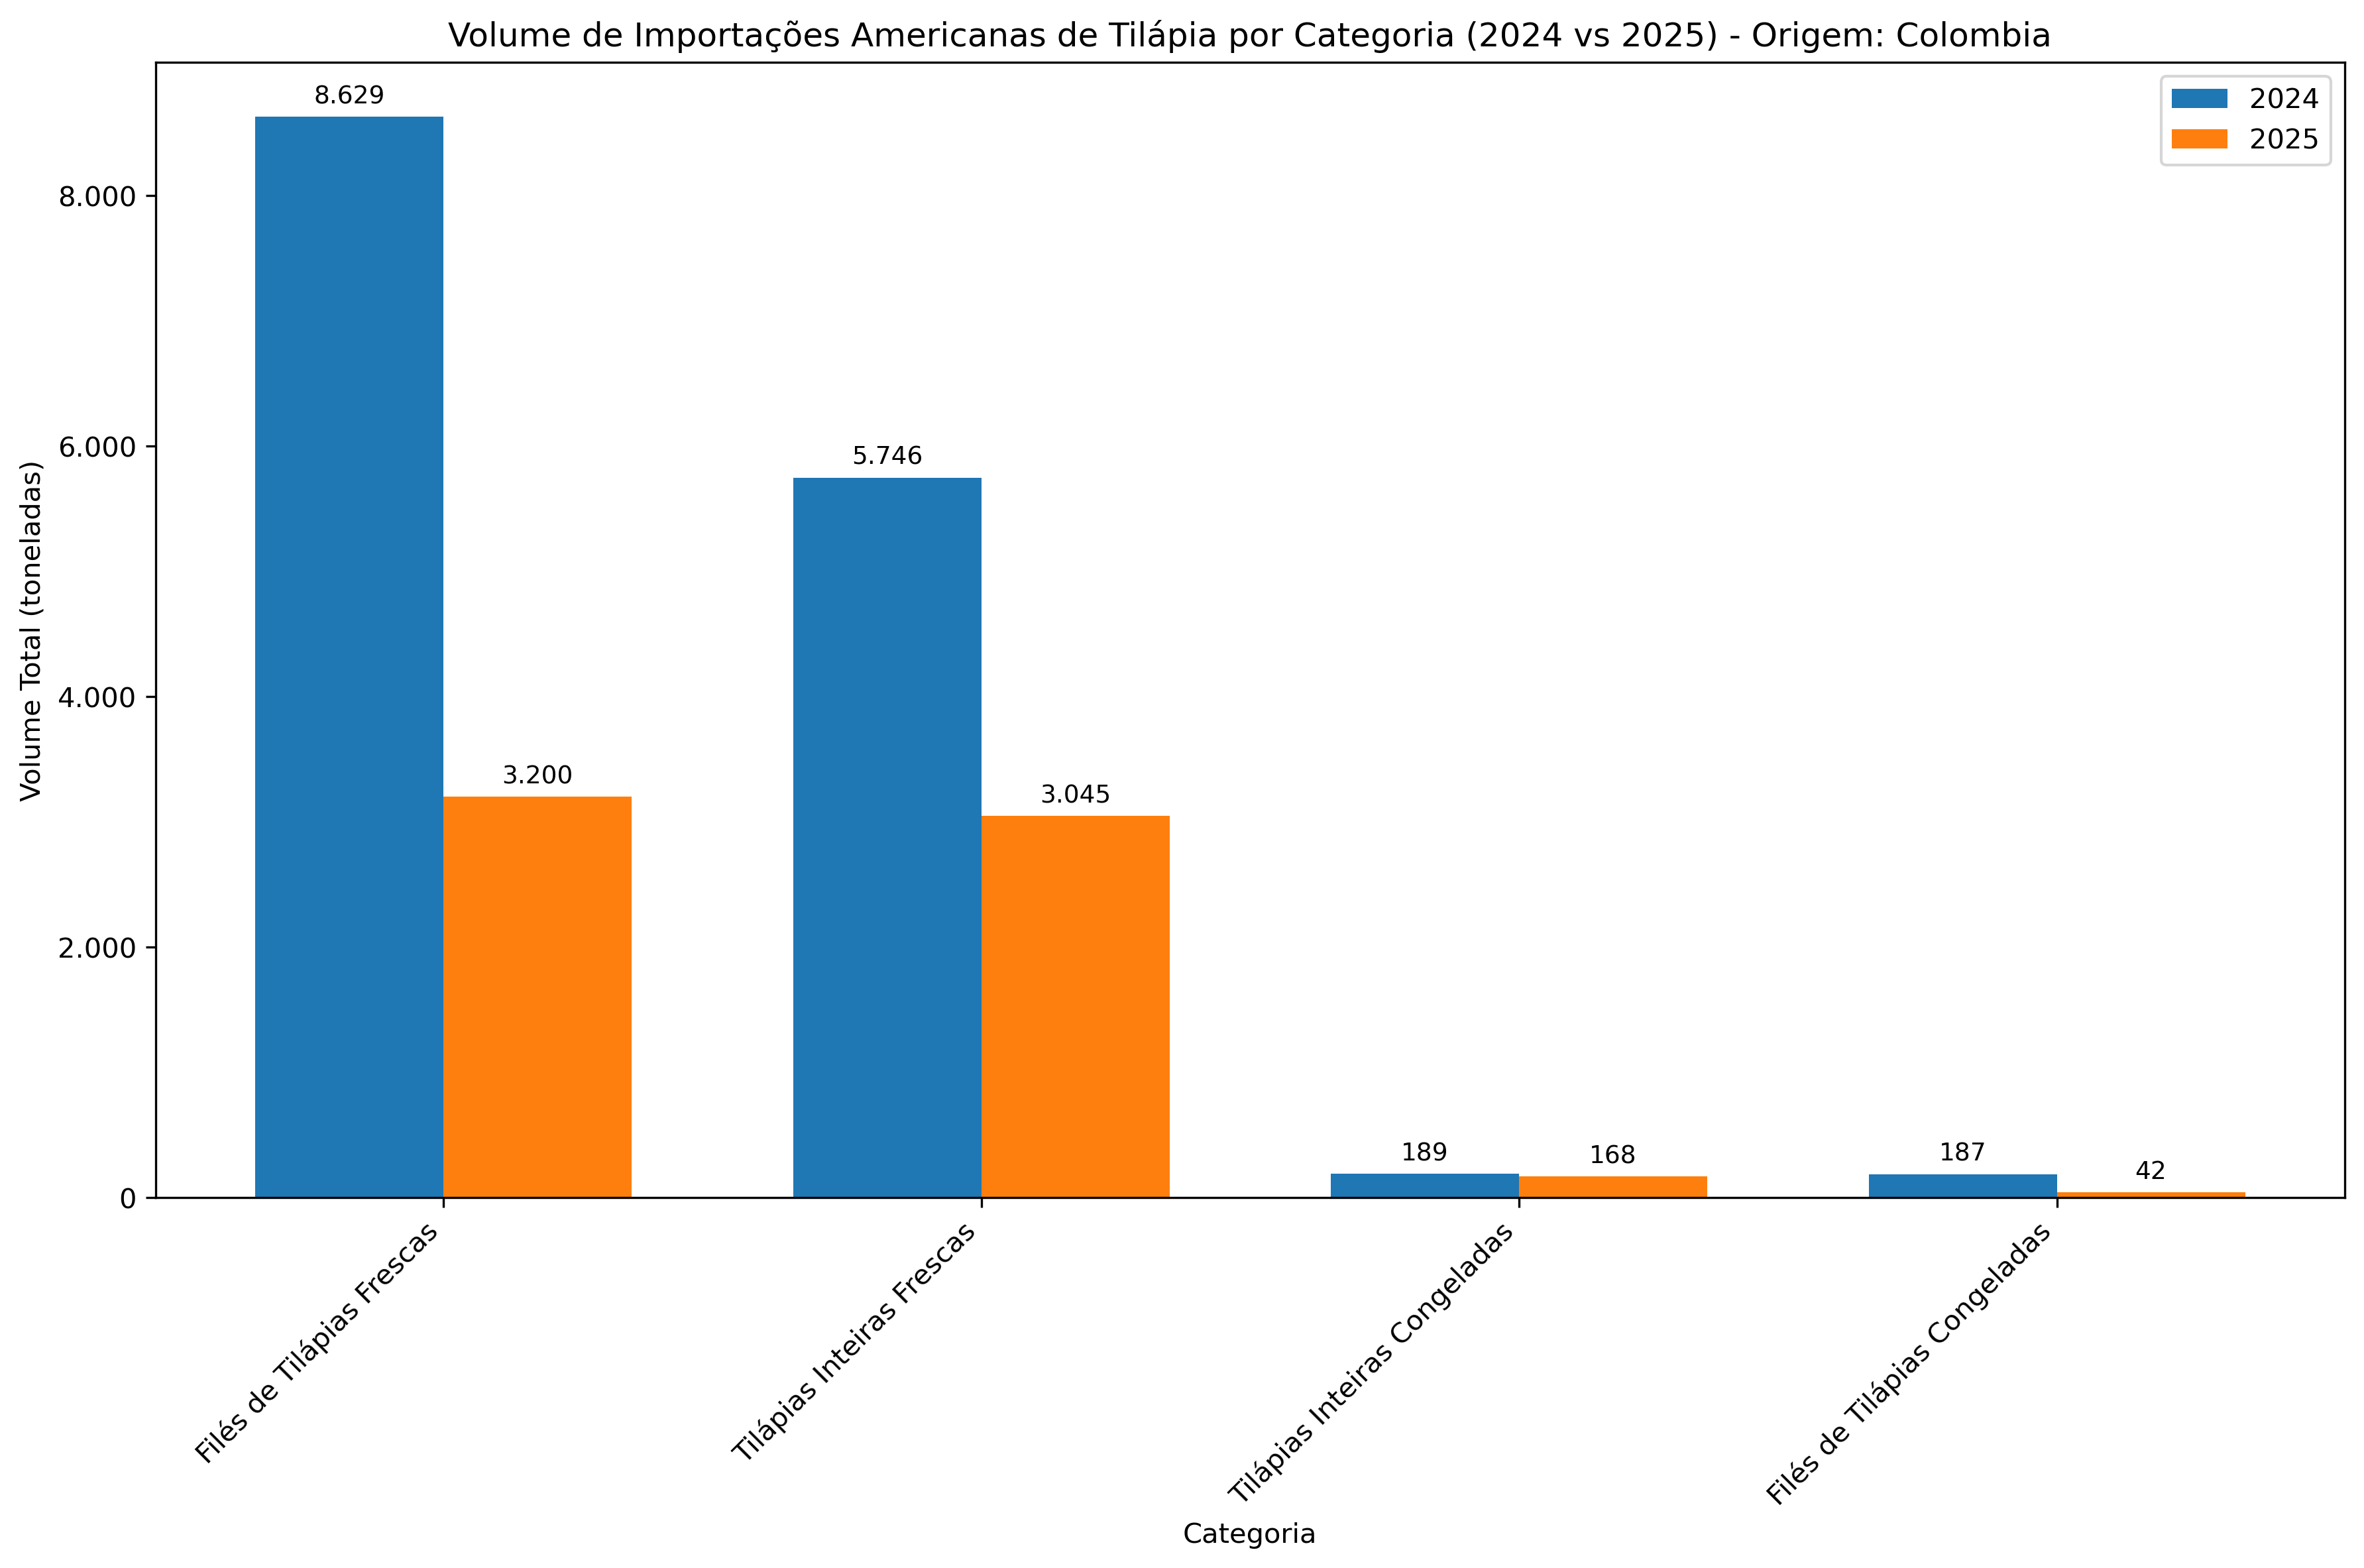 Volume de Importações Americanas de Tilápia por Categoria (2024 vs 2025) - Origem: Colombia
2024
2025
Volume Total (toneladas)
8.000
6.000
4.000
2.000
0
8.629
3.200
5.746
3.045
189
168
187
42
Filés de Tilápias Frescas
Tilápias Inteiras Frescas
Tilápias Inteiras Congeladas
Filés de Tilápias Congeladas
Categoria